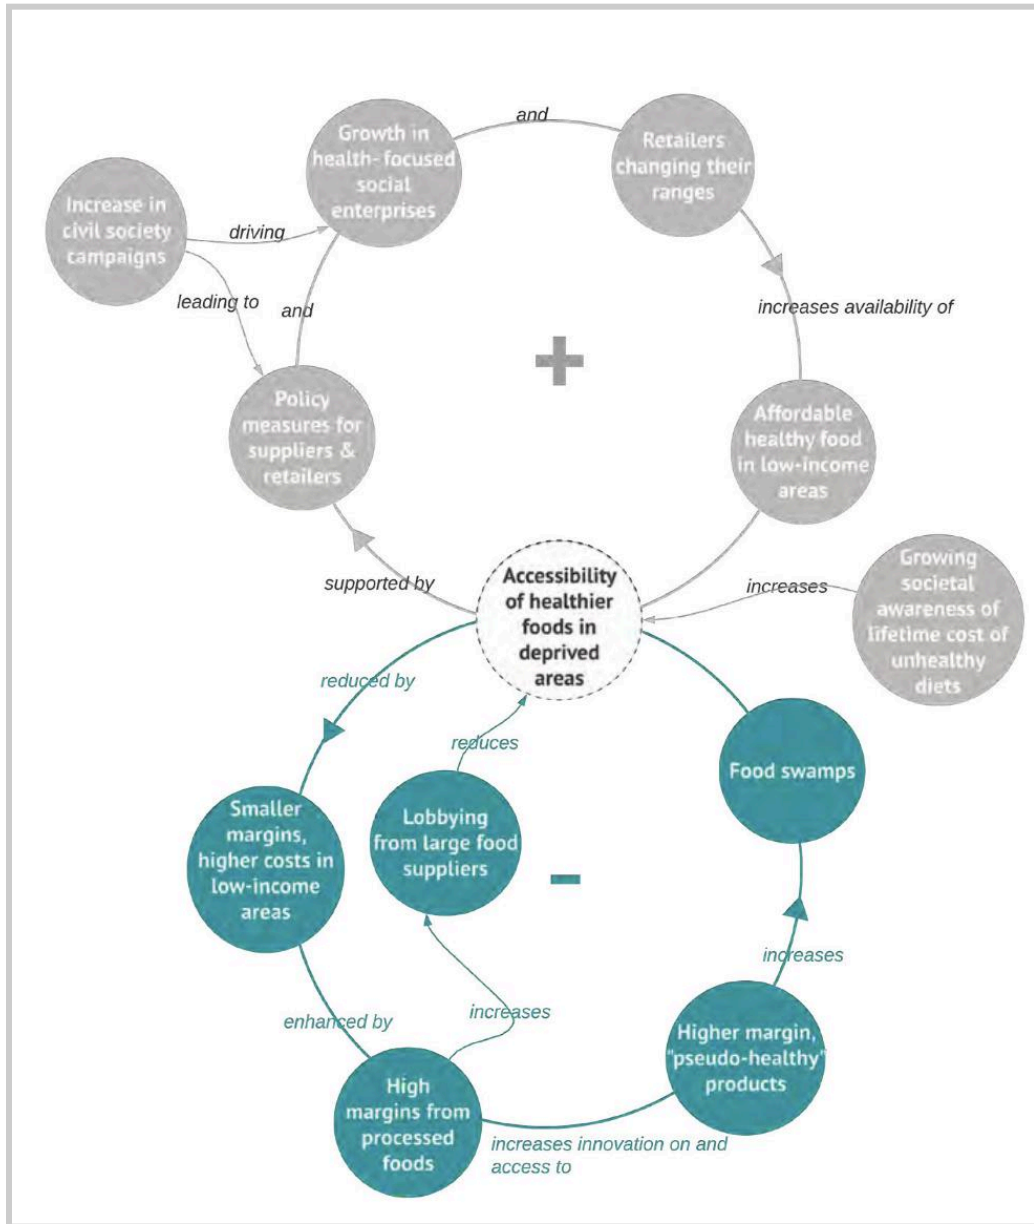 and
Growth in
health- focused
social
enterprises
Retailers
changing their
ranges
Increase in
civil society
campaigns
driving
leading to
and
increases availability of
+
Policy
measures for
suppliers &
retailers
Affordable
healthy food
in low-income
areas
supported by
Accessibility
of healthier
foods in
deprived
areas
increases
Growing
societal
awareness of
lifetime cost of
unhealthy
diets
reduced by
reduces
Food swamps
Smaller
margins,
higher costs in
low-income
areas
Lobbying
from large food
suppliers
-
increases
enhanced by
increases
Higher margin,
"pseudo-healthy"
products
High
margins from
processed
foods
increases innovation on and
access to